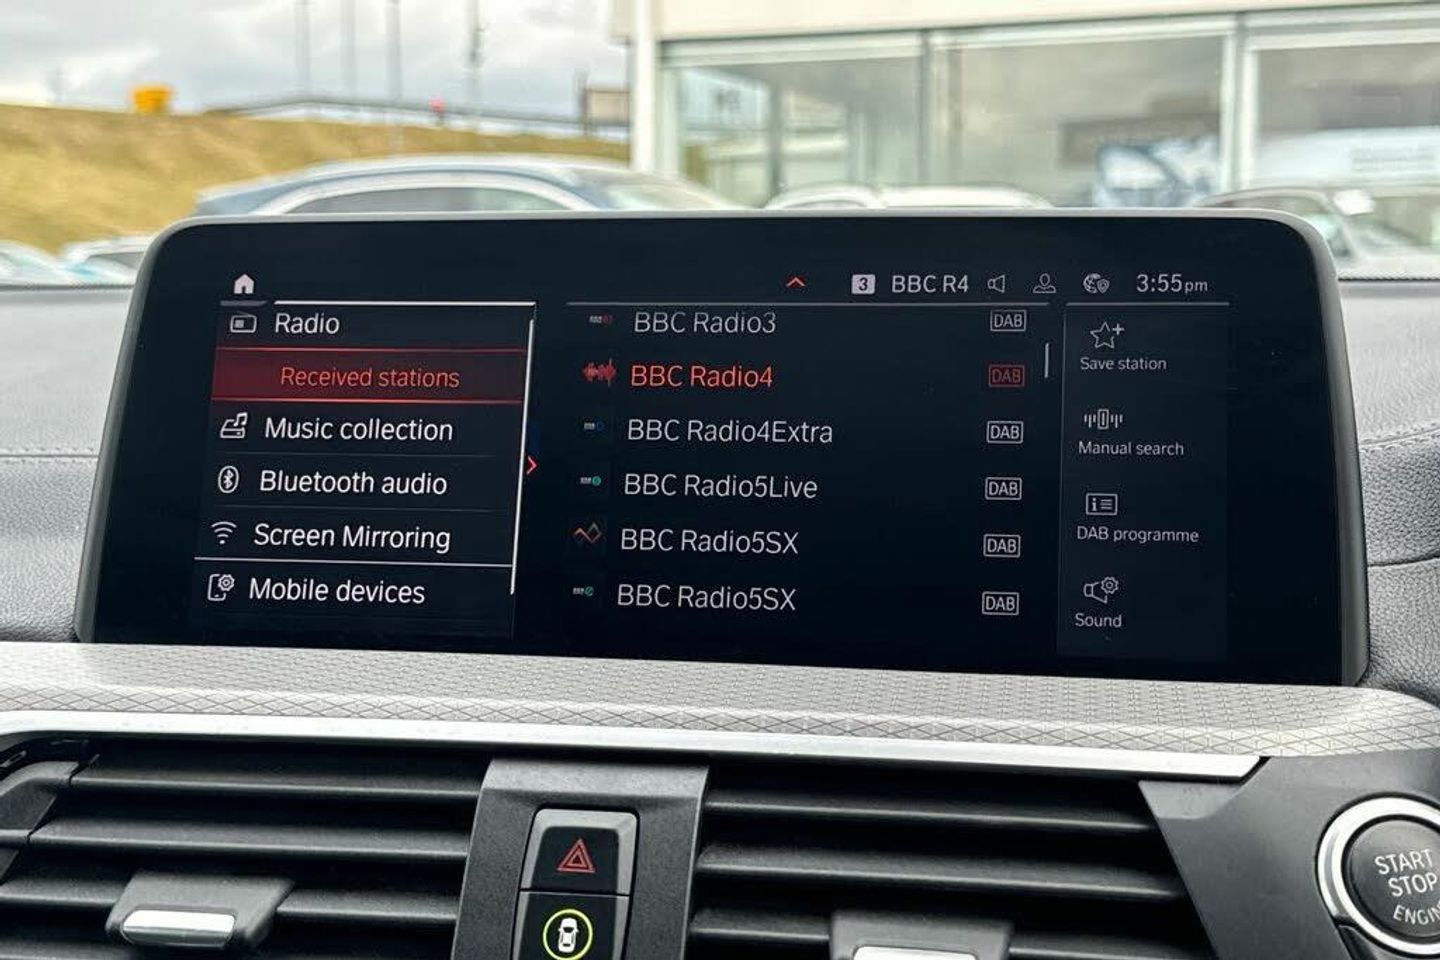 3 BBC R4 3:55pm
Radio
Received stations
Music collection
Bluetooth audio
Screen Mirroring
Mobile devices
BBC Radio3 DAB
BBC Radio4 DAB
BBC Radio4Extra DAB
BBC Radio5Live DAB
BBC Radio5SX DAB
BBC Radio5SX DAB
Save station
Manual search
DAB programme
Sound
START
STOP